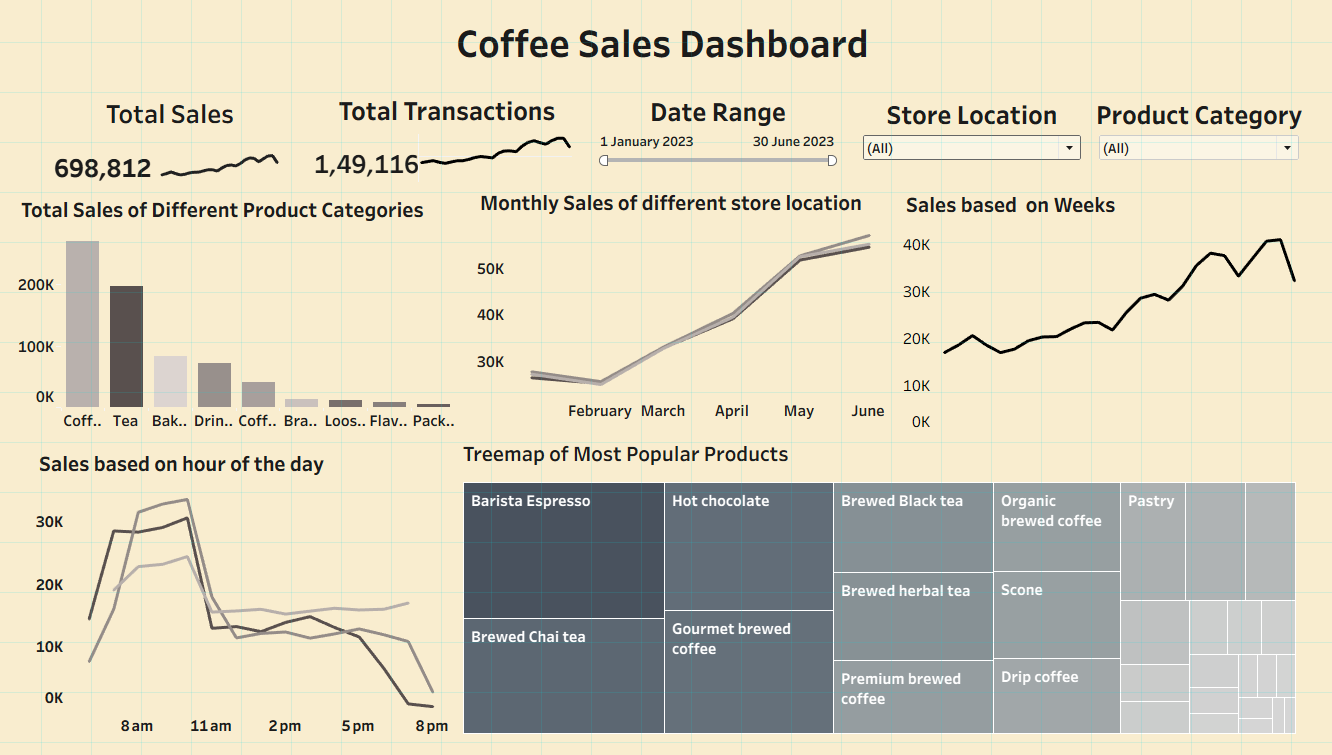 Coffee Sales Dashboard
Total Sales
698,812
Total Transactions
1,49,116
Date Range
1 January 2023
30 June 2023
Store Location
(All)
Product Category
(All)
Total Sales of Different Product Categories
200K
100K
0K
Coff..
Tea
Bak..
Drin..
Coff..
Bra..
Loos..
Flav..
Pack..
Monthly Sales of different store location
50K
40K
30K
February
March
April
May
June
Sales based on Weeks
40K
30K
20K
10K
0K
Sales based on hour of the day
30K
20K
10K
0K
8 am
11 am
2 pm
5 pm
8 pm
Treemap of Most Popular Products
Barista Espresso
Brewed Chai tea
Hot chocolate
Gourmet brewed
coffee
Brewed Black tea
Brewed herbal tea
Premium brewed
coffee
Organic
brewed coffee
Scone
Drip coffee
Pastry